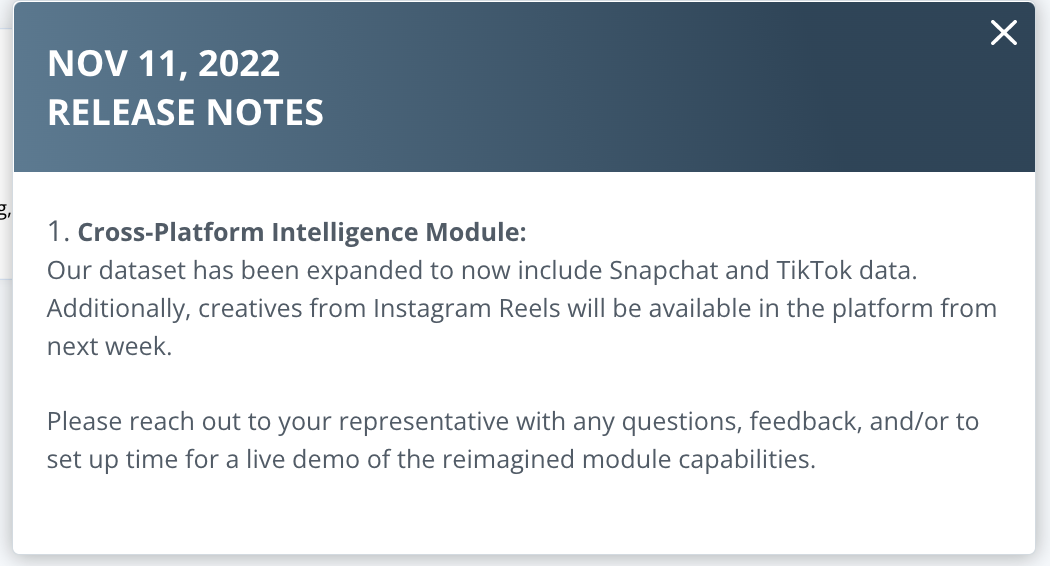 NOV 11, 2022
RELEASE NOTES
1. Cross-Platform Intelligence Module:
Our dataset has been expanded to now include Snapchat and TikTok data.
Additionally, creatives from Instagram Reels will be available in the platform from
next week.
Please reach out to your representative with any questions, feedback, and/or to
set up time for a live demo of the reimagined module capabilities.